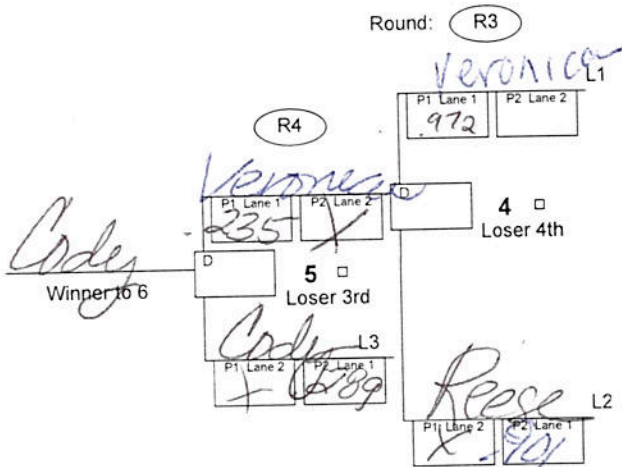 Round: R3
Veronica L1
P1 Lane 1 P2 Lane 2
.972
R4
Veronica
P1 Lane 1 P2 Lane 2
.235 X
D
4
Loser 4th
Cody
D
5
Winner to 6
Loser 3rd
Cody L3
P1 Lane 2 P2 Lane 1
Reese L2
P1 Lane 2 P2 Lane 1
X .901